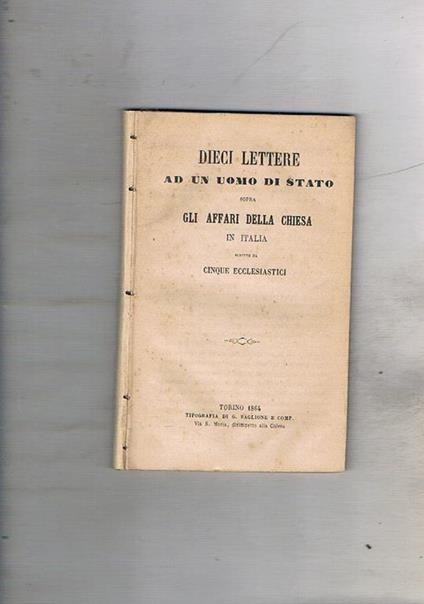 DIECI LETTERE
AD UN UOMO DI STATO
SOPRA
GLI AFFARI DELLA CHIESA
IN ITALIA
SCRITTE DA
CINQUE ECCLESIASTICI
TORINO 1864
TIPOGRAFIA DI G. FAGLIONE E COMP.
Via S. Maria, dirimpetto alla Chiesa